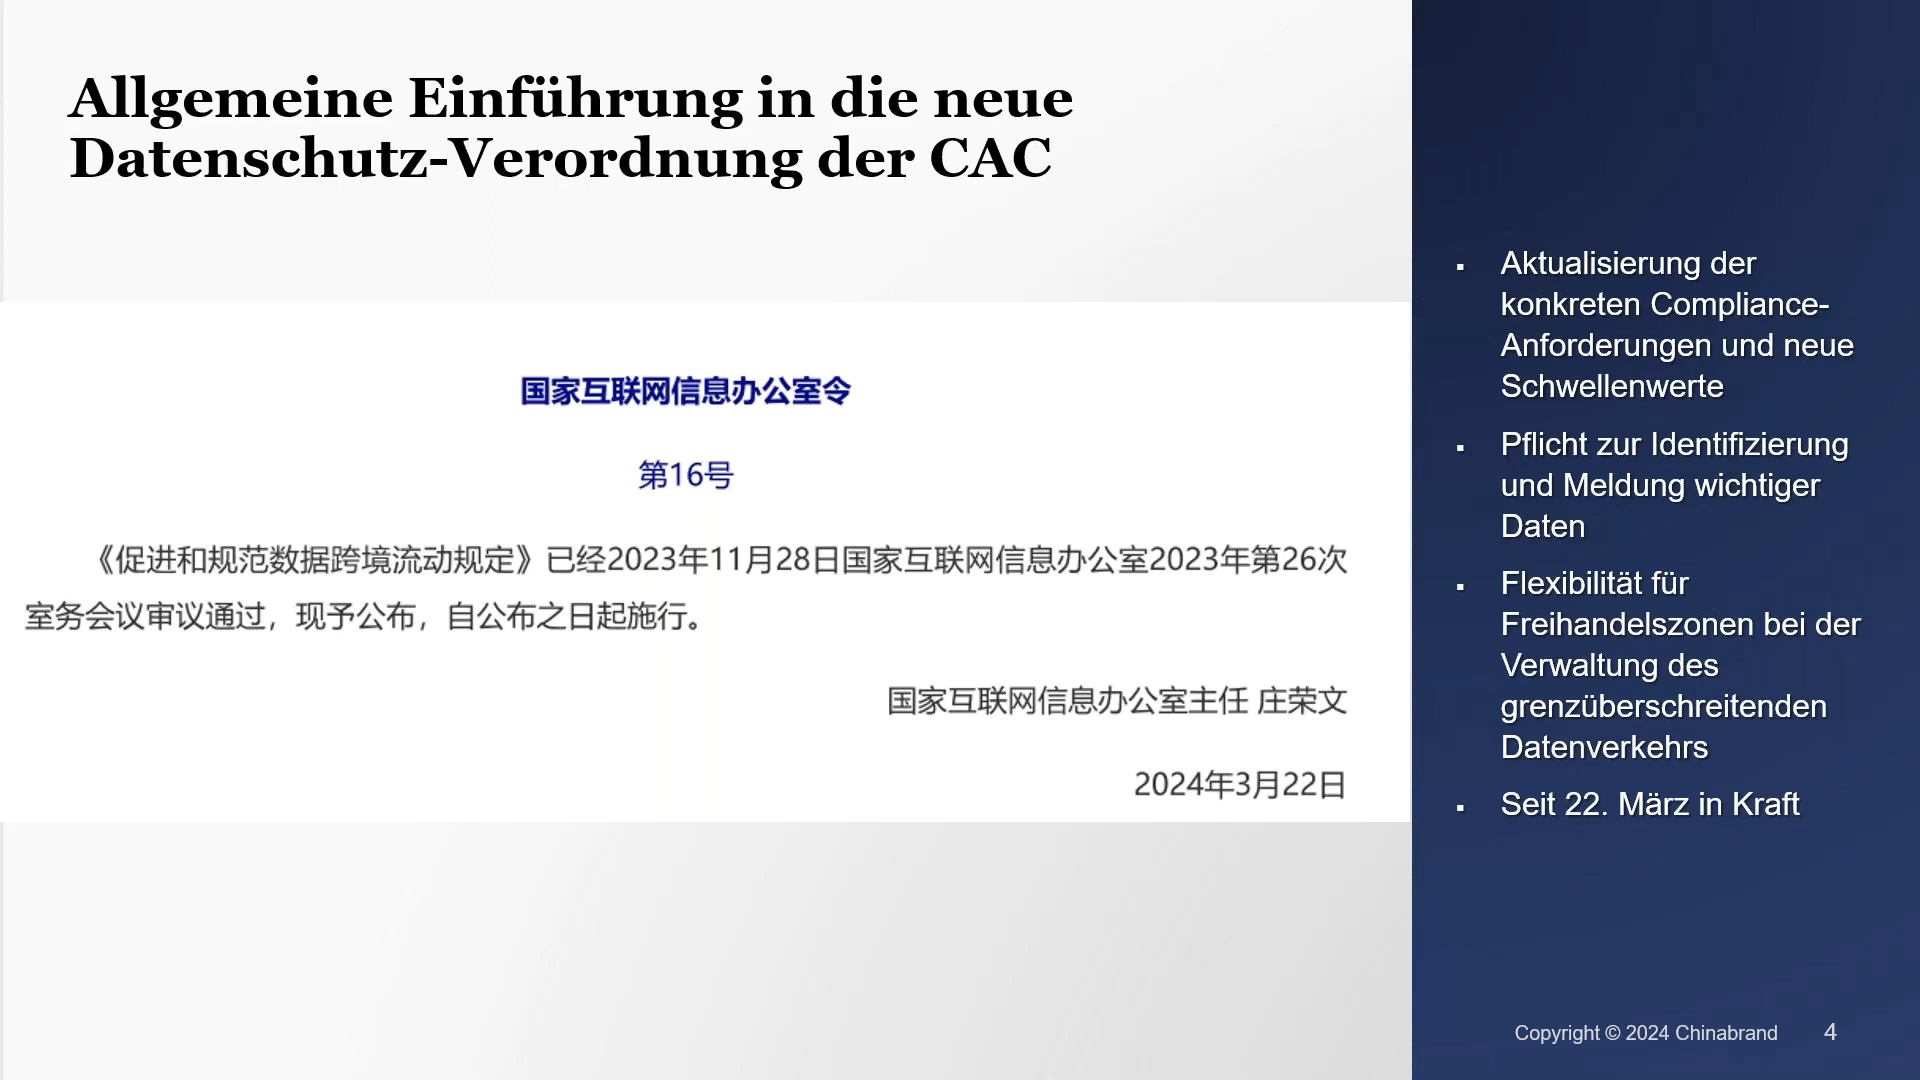 Allgemeine Einführung in die neue
Datenschutz-Verordnung der CAC
国家互联网信息办公室令
第16号
《促进和规范数据跨境流动规定》已经2023年11月28日国家互联网信息办公室2023年第26次
室务会议审议通过，现予公布，自公布之日起施行。
国家互联网信息办公室主任 庄荣文
2024年3月22日
▪ Aktualisierung der
konkreten Compliance-
Anforderungen und neue
Schwellenwerte
▪ Pflicht zur Identifizierung
und Meldung wichtiger
Daten
▪ Flexibilität für
Freihandelszonen bei der
Verwaltung des
grenzüberschreitenden
Datenverkehrs
▪ Seit 22. März in Kraft
Copyright © 2024 Chinabrand 4